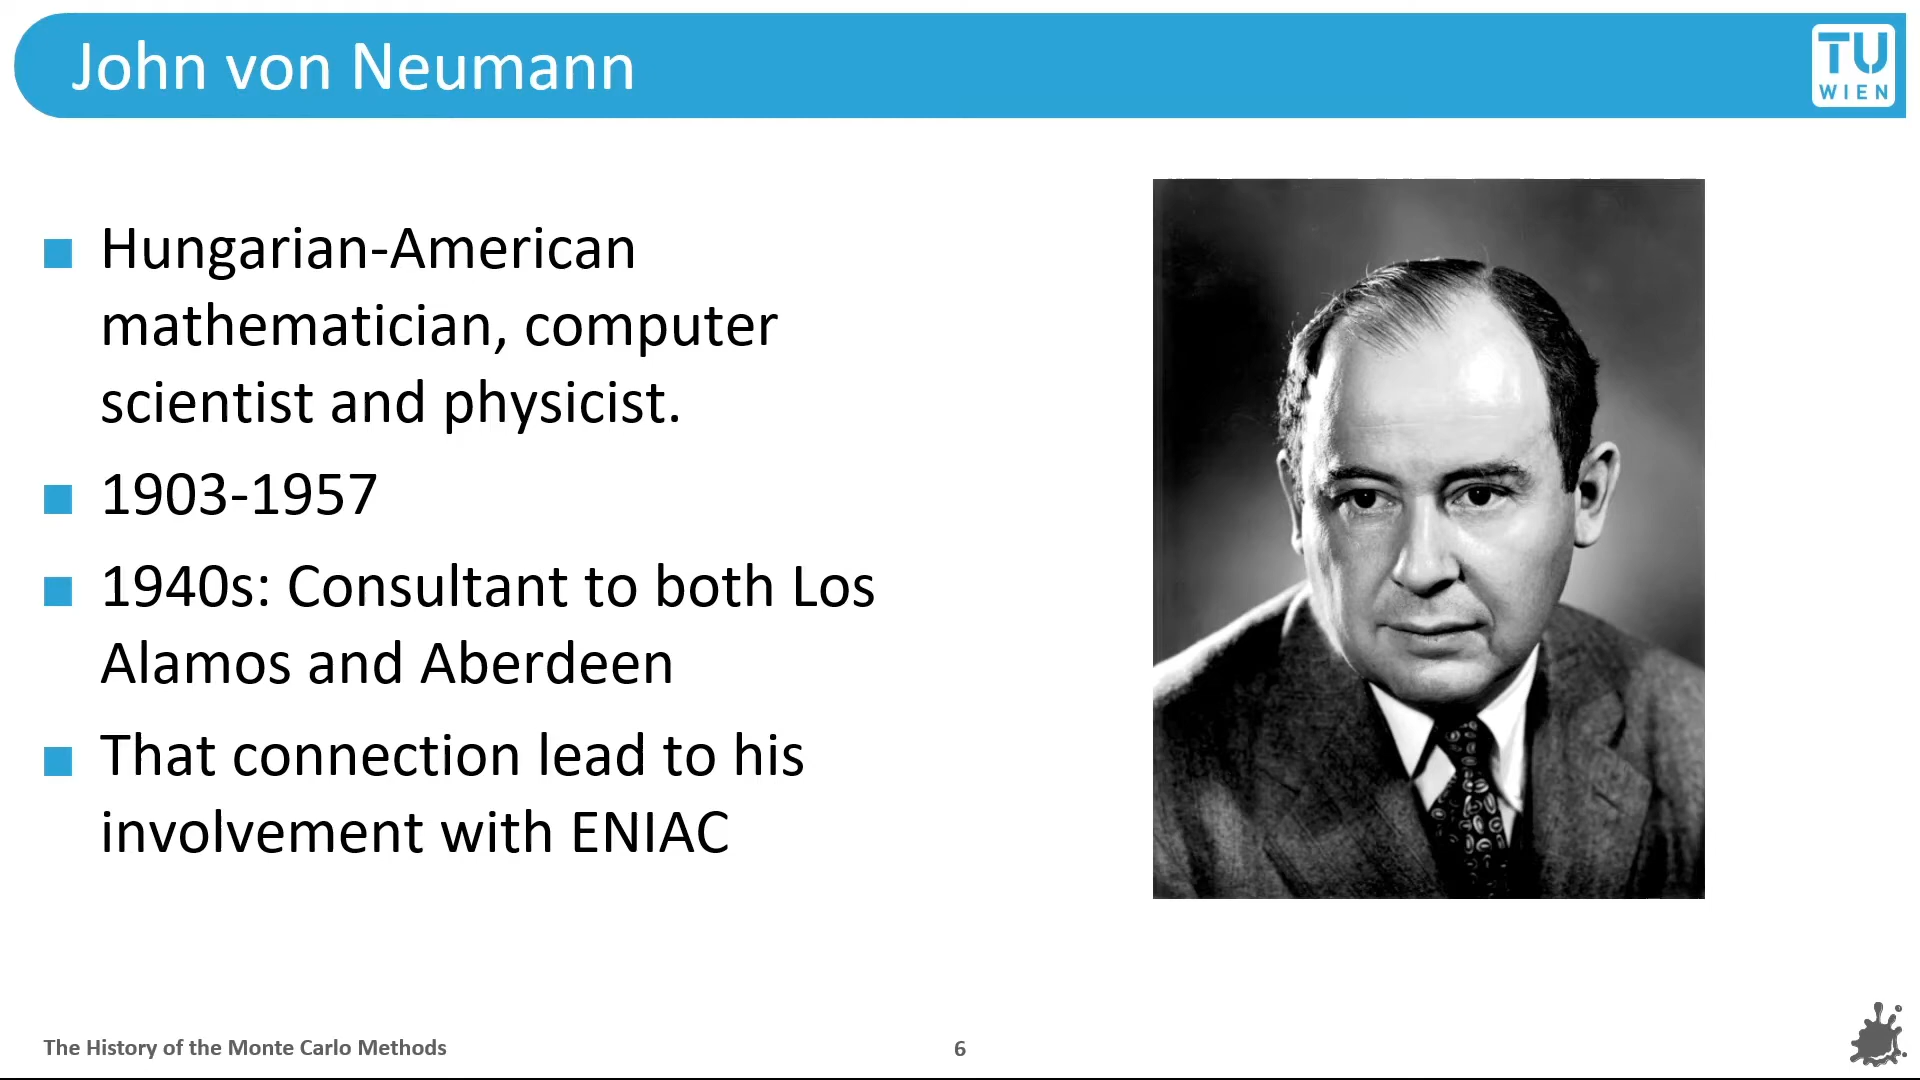 John von Neumann
TU
WIEN
Hungarian-American
mathematician, computer
scientist and physicist.
1903-1957
1940s: Consultant to both Los
Alamos and Aberdeen
That connection lead to his
involvement with ENIAC
The History of the Monte Carlo Methods
6